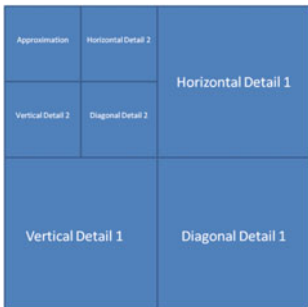 Approximation
Horizontal Detail 2
Horizontal Detail 1
Vertical Detail 2
Diagonal Detail 2
Vertical Detail 1
Diagonal Detail 1